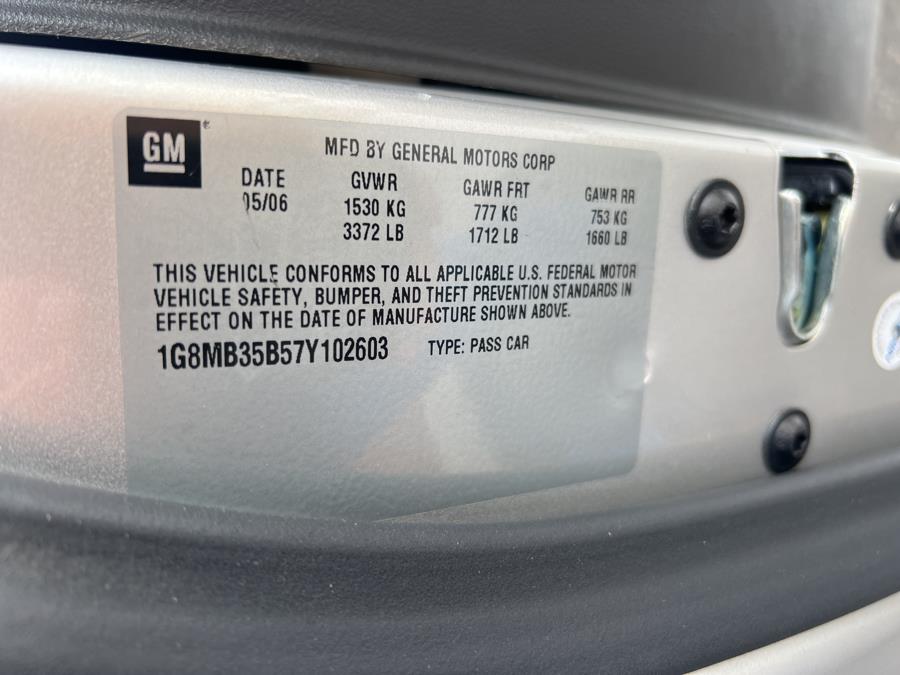 GM
MFD BY GENERAL MOTORS CORP
DATE GVWR GAWR FRT GAWR RR
05/06 1530 KG 777 KG 753 KG
3372 LB 1712 LB 1660 LB
THIS VEHICLE CONFORMS TO ALL APPLICABLE U.S. FEDERAL MOTOR
VEHICLE SAFETY, BUMPER, AND THEFT PREVENTION STANDARDS IN
EFFECT ON THE DATE OF MANUFACTURE SHOWN ABOVE.
1G8MB35B57Y102603 TYPE: PASS CAR